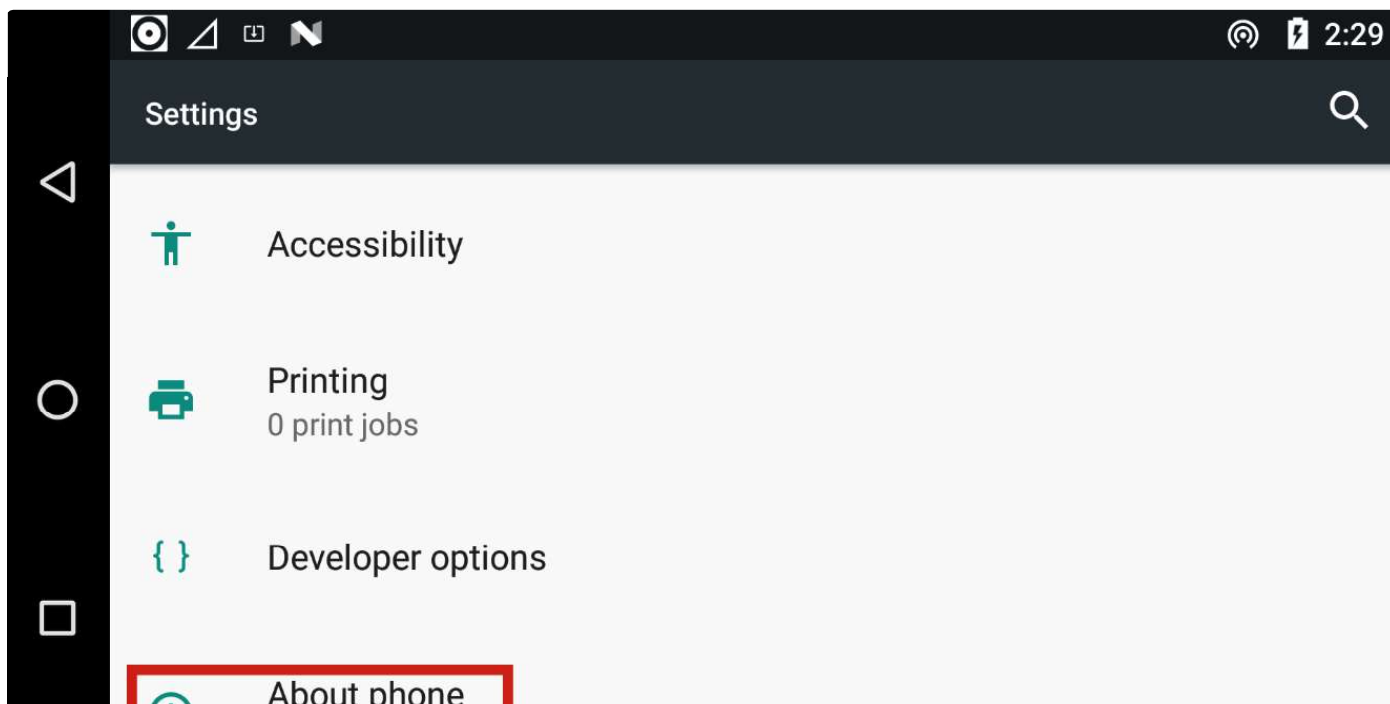 2:29
Settings
Accessibility
Printing
0 print jobs
{ } Developer options
About phone